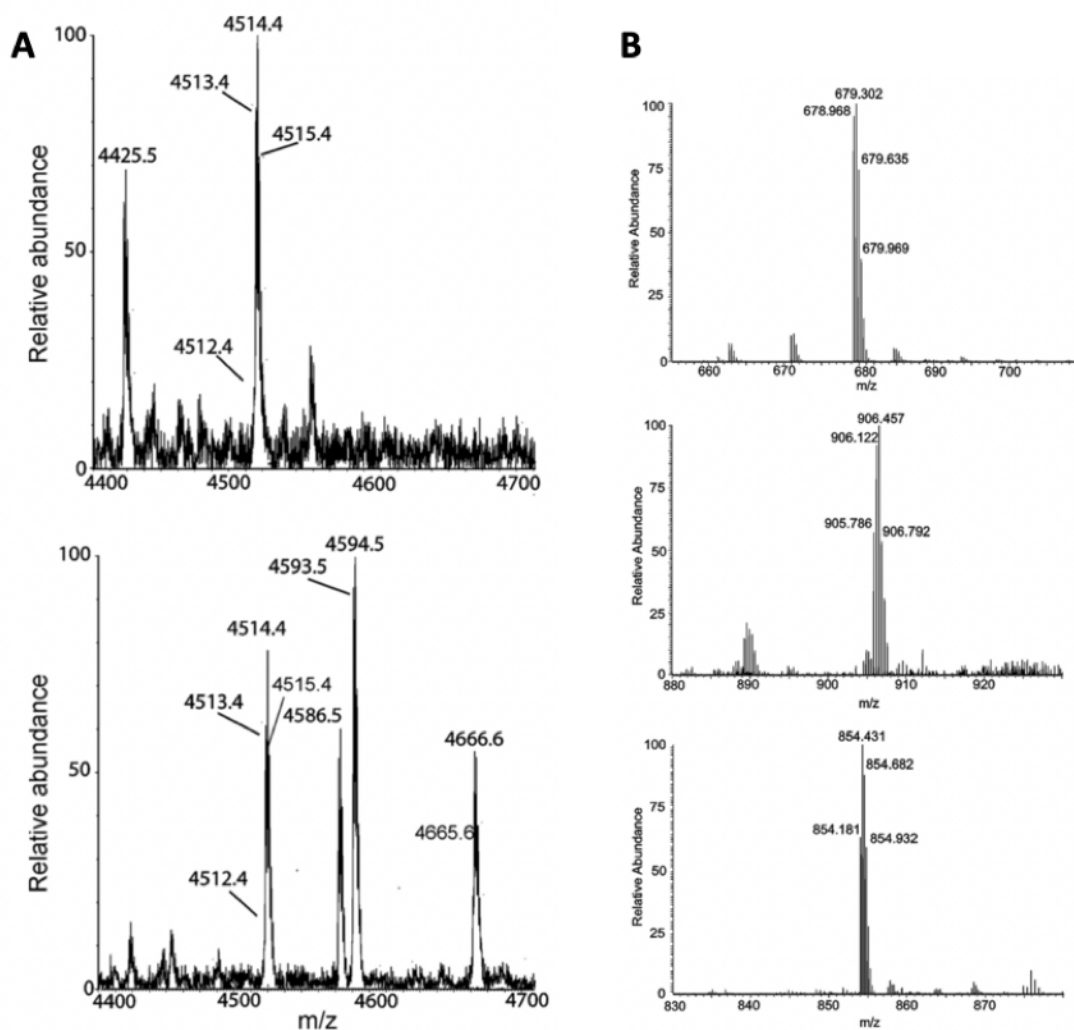 A
100
4514.4
4513.4
4515.4
4425.5
Relative abundance
50
4512.4
0
4400 4500 4600 4700
100
4594.5
4593.5
4514.4
4515.4
4513.4
4586.5
4666.6
Relative abundance
50
4665.6
4512.4
0
4400 4500 4600 4700
m/z
B
679.302
100
678.968
679.635
75
Relative Abundance
50
679.969
25
0
660 670 680 690 700
m/z
906.457
100
906.122
75
905.786
906.792
Relative Abundance
50
25
0
880 890 900 910 920
m/z
854.431
100
854.682
75
854.181
854.932
Relative Abundance
50
25
0
830 840 850 860 870
m/z